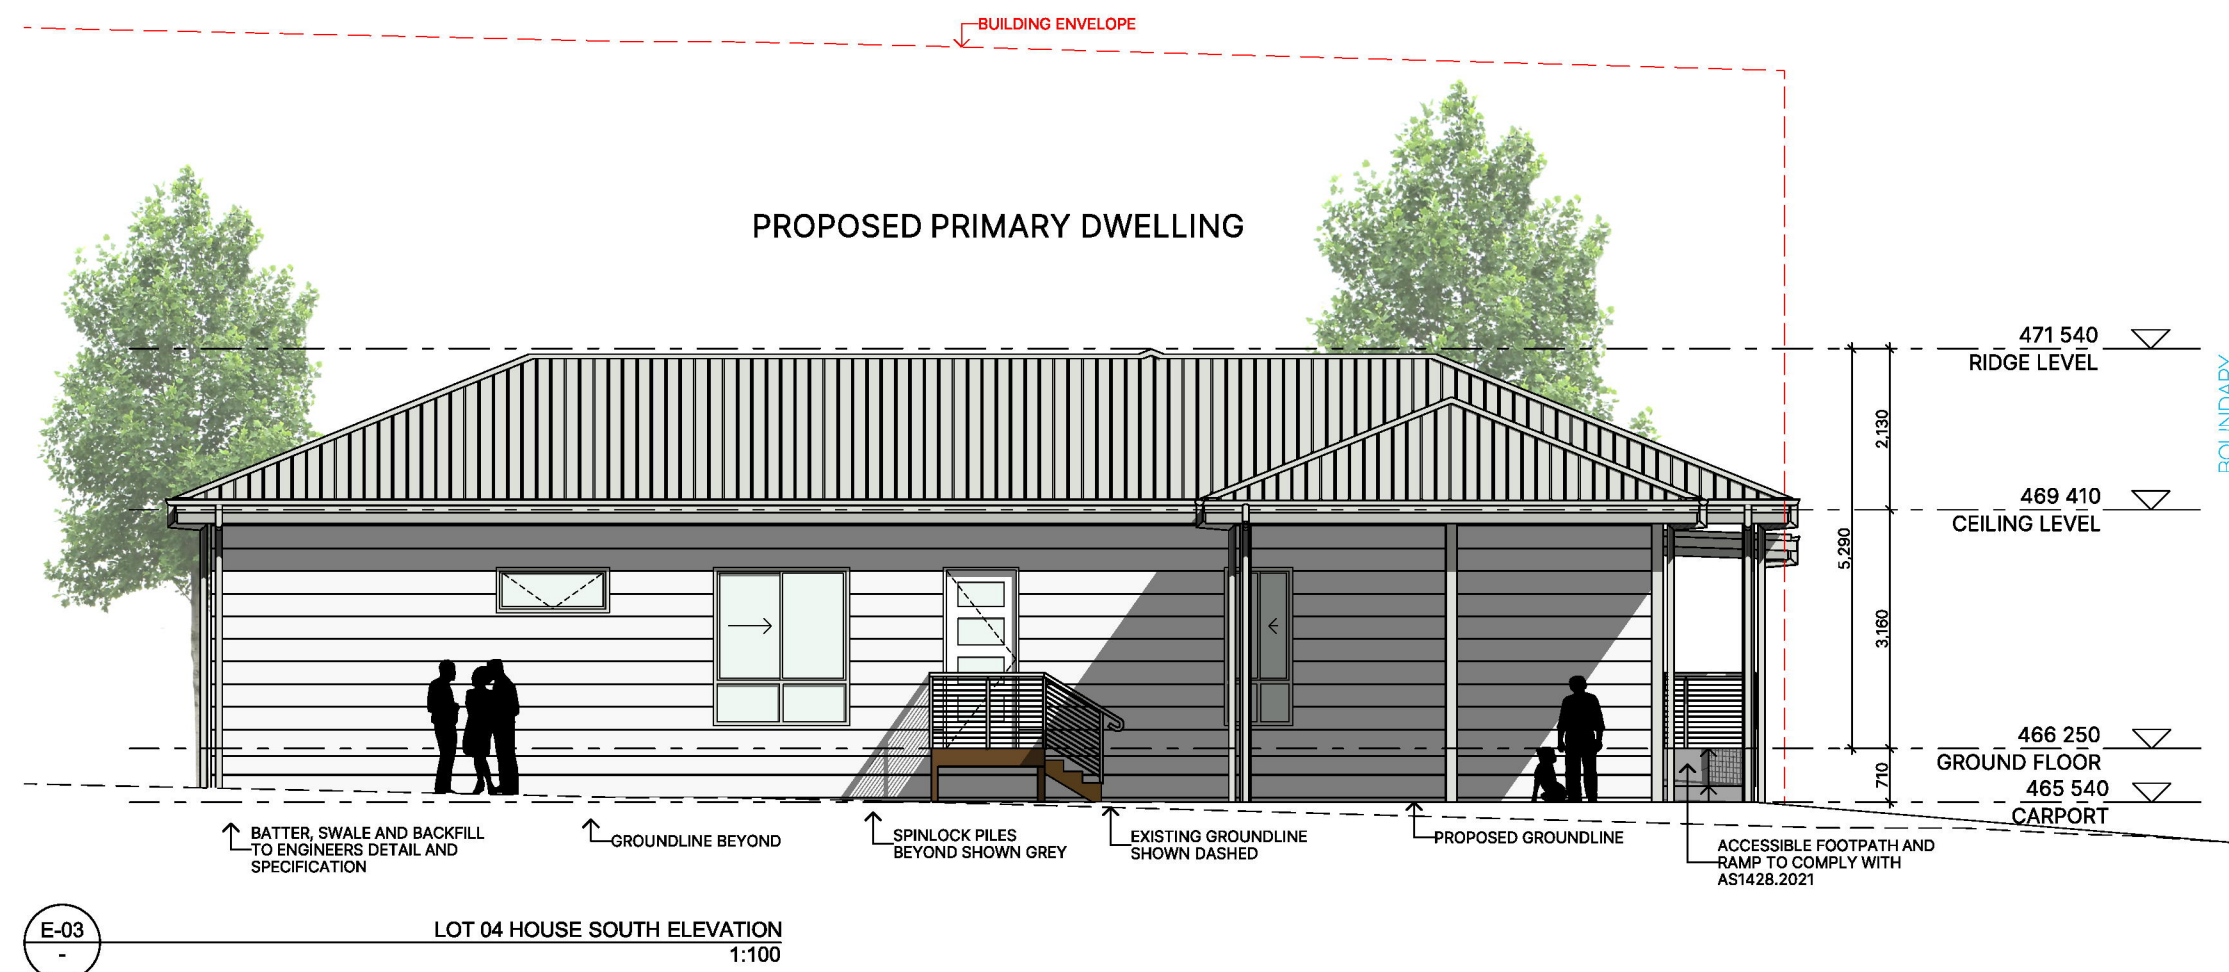 BUILDING ENVELOPE
PROPOSED PRIMARY DWELLING
471 540
RIDGE LEVEL
BOUNDARY
2,130
469 410
CEILING LEVEL
5,290
3,160
466 250
GROUND FLOOR
710
465 540
CARPORT
BATTER, SWALE AND BACKFILL
TO ENGINEERS DETAIL AND
SPECIFICATION
GROUNDLINE BEYOND
SPINLOCK PILES
BEYOND SHOWN GREY
EXISTING GROUNDLINE
SHOWN DASHED
PROPOSED GROUNDLINE
ACCESSIBLE FOOTPATH AND
RAMP TO COMPLY WITH
AS1428.2021
E-03
-
LOT 04 HOUSE SOUTH ELEVATION
1:100